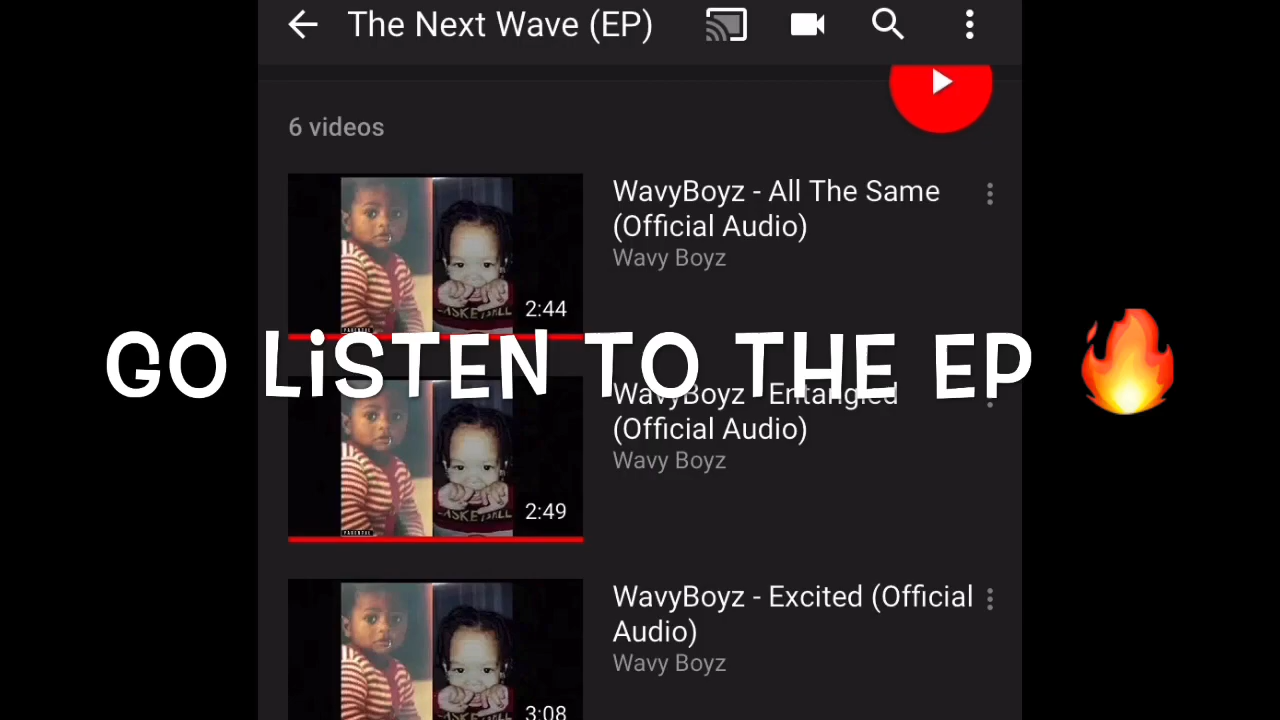 The Next Wave (EP)
6 videos
WavyBoyz - All The Same
(Official Audio)
Wavy Boyz
2:44
GO LiSTEN TO THE EP 🔥
WavyBoyz - Entangled
(Official Audio)
Wavy Boyz
2:49
WavyBoyz - Excited (Official
Audio)
Wavy Boyz
3:08